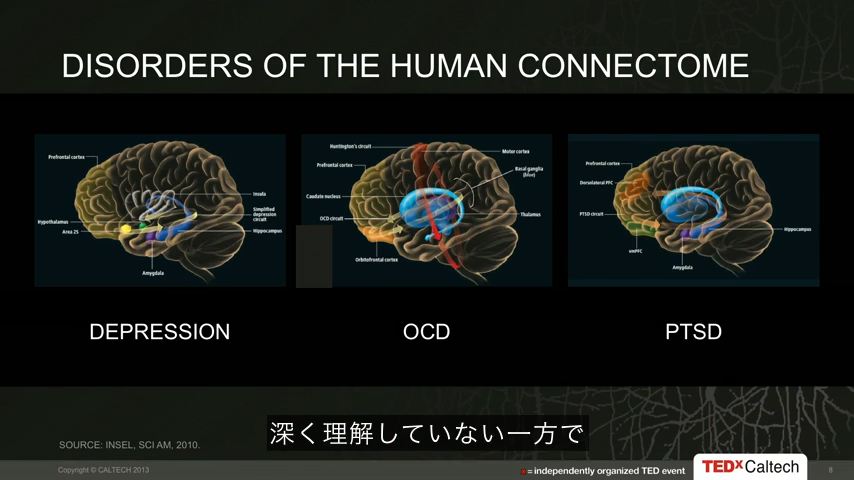 DISORDERS OF THE HUMAN CONNECTOME
Prefrontal cortex
Insula
Simplified
depression
circuit
Hypothalamus
Area 25
Hippocampus
Amygdala
Huntington's circuit
Motor cortex
Prefrontal cortex
Basal ganglia
(blue)
Caudate nucleus
OCD circuit
Thalamus
Orbitofrontal cortex
Prefrontal cortex
Dorsolateral PFC
PTSD circuit
Hippocampus
vmPFC
Amygdala
DEPRESSION
OCD
PTSD
深く理解していない一方で
SOURCE: INSEL, SCI AM, 2010.
Copyright © CALTECH 2013
= independently organized TED event
TEDxCaltech
8